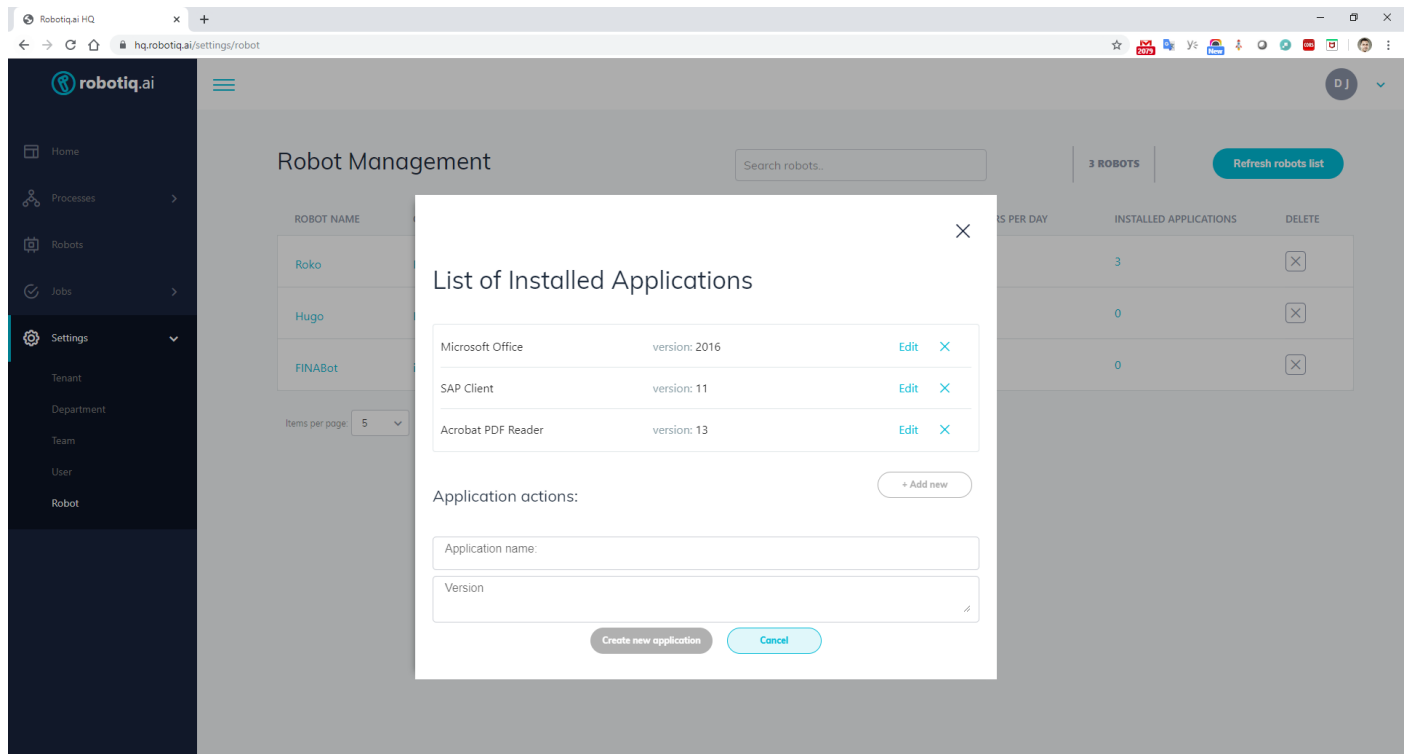 Robotiq.ai HQ
hq.robotiq.ai/settings/robot
2079
New
robotiq.ai
D J
Home
Processes
Robots
Jobs
Settings
Tenant
Department
Team
User
Robot
Robot Management
Search robots..
3 ROBOTS
Refresh robots list
ROBOT NAME
RS PER DAY
INSTALLED APPLICATIONS
DELETE
Roko
3
Hugo
0
FINABot
0
Items per page: 5
List of Installed Applications
Microsoft Office version: 2016 Edit
SAP Client version: 11 Edit
Acrobat PDF Reader version: 13 Edit
+ Add new
Application actions:
Application name:
Version
Create new application
Cancel